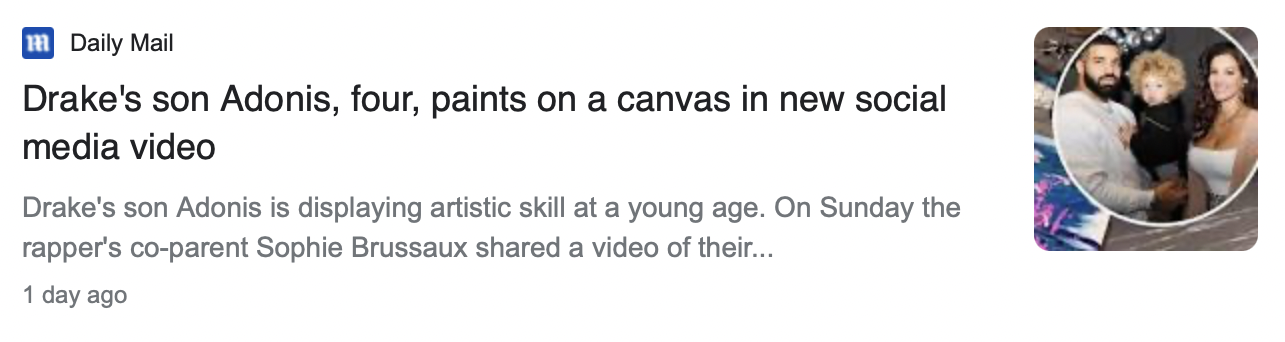 Daily Mail
Drake's son Adonis, four, paints on a canvas in new social
media video
Drake's son Adonis is displaying artistic skill at a young age. On Sunday the
rapper's co-parent Sophie Brussaux shared a video of their...
1 day ago